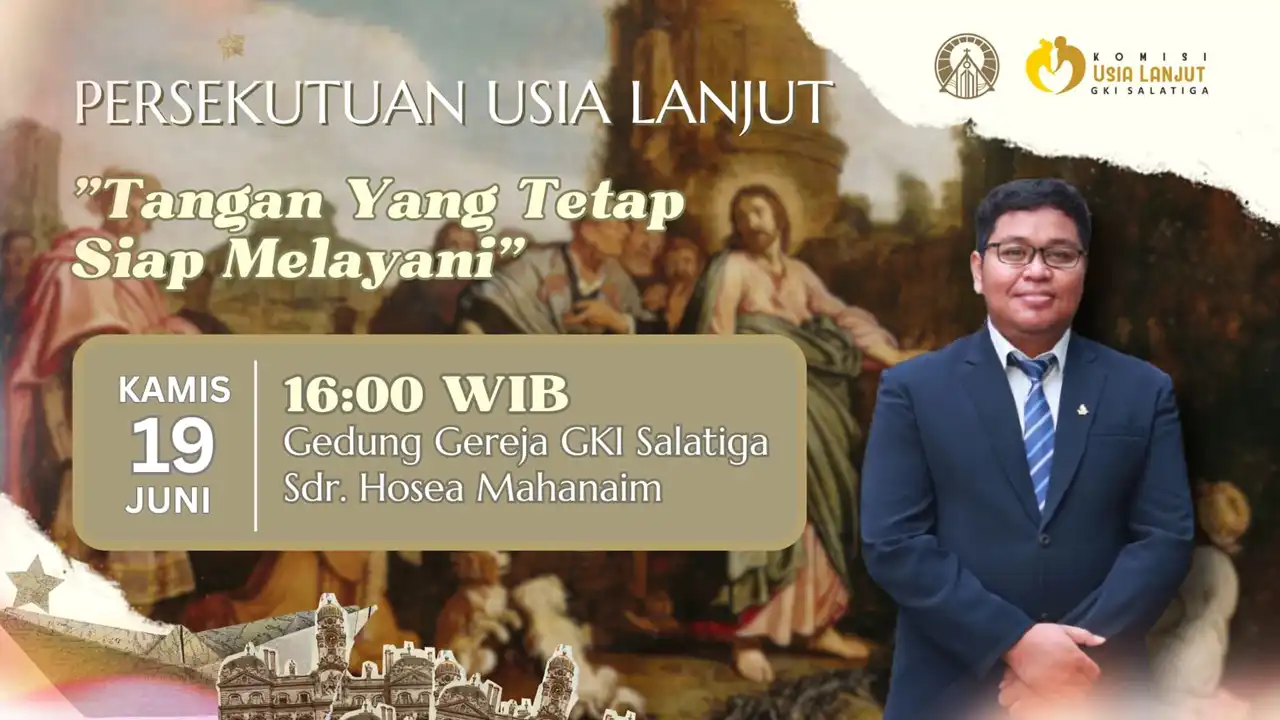 PERSEKUTUAN USIA LANJUT
KOMISI
USIA LANJUT
GKI SALATIGA
"Tangan Yang Tetap
Siap Melayani"
KAMIS
19
JUNI
16:00 WIB
Gedung Gereja GKI Salatiga
Sdr. Hosea Mahanaim